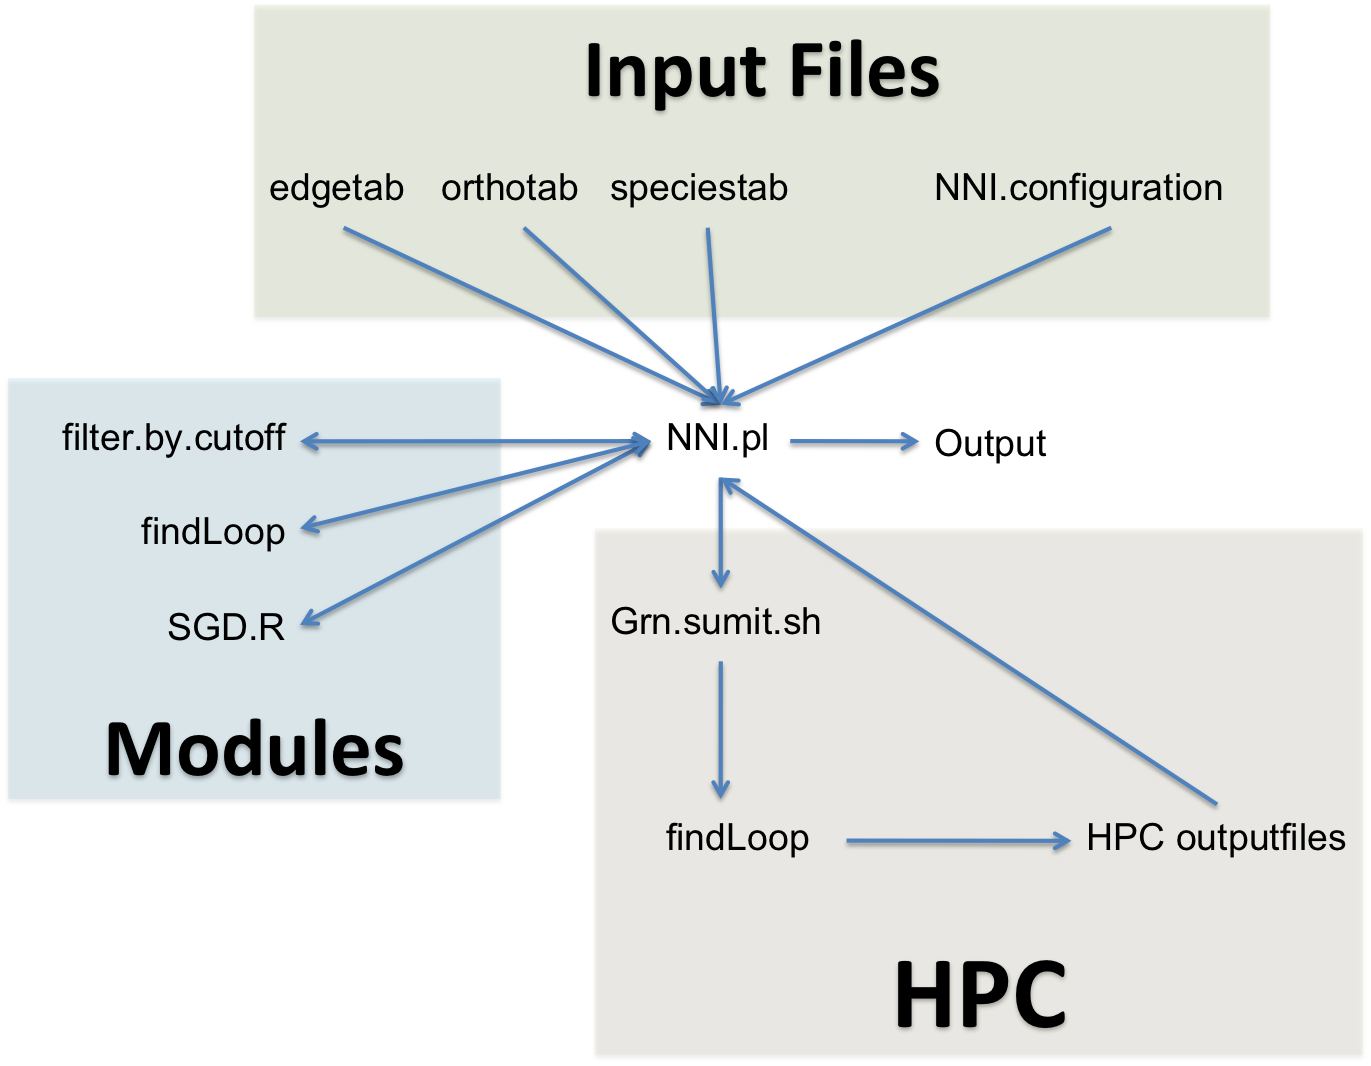 Input Files
edgetab orthotab speciestab NNI.configuration
filter.by.cutoff NNI.pl Output
findLoop
SGD.R Grn.sumit.sh
Modules
findLoop HPC outputfiles
HPC